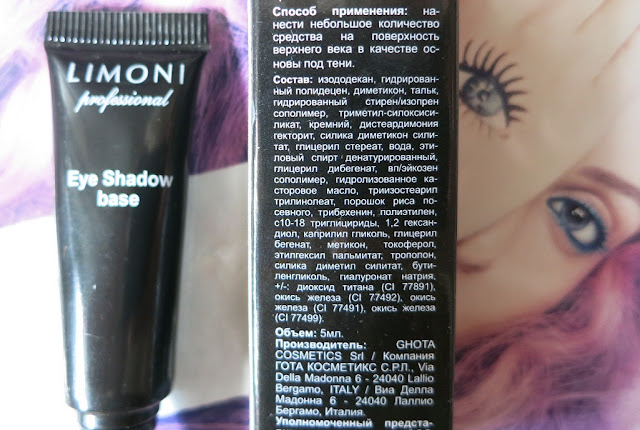 LIMONI
professional
Eye Shadow
base
Способ применения: на-
нести небольшое количество
средства на поверхность
верхнего века в качестве ос-
новы под тени.
Состав: изододекан, гидрирован-
ный полидецен, диметикон, тальк,
гидрированный стирен/изопрен
сополимер, триметил-силоксиси-
ликат, кремний, дистеардимония
гекторит, силика диметикон сили-
тат, глицерил стереат, вода, эти-
ловый спирт денатурированный,
глицерил дибегенат, вп/эйкозен
сополимер, гидролизованное ка-
сторовое масло, триизостеарил
трилинолеат, порошок риса по-
севного, трибехенин, полиэтилен,
c10-18 триглицириды, 1,2 гексан-
диол, каприлил гликоль, глицерил
бегенат, метикон, токоферол,
этилгексил пальмитат, трополон,
силика диметил силитат, бути-
ленгликоль, гиалуронат натрия.
+/-: диоксид титана (CI 77891),
окись железа (CI 77492), окись
железа (CI 77491), окись железа
(CI 77499).
Объем: 5мл.
Производитель: GHOTA
COSMETICS Srl / Компания
ГОТА КОСМЕТИКС С.Р.Л., Via
Della Madonna 6 - 24040 Lallio
Bergamo, ITALY / Виа Делла
Мадонна 6 - 24040 Лаллио
Бергамо, Италия.
Уполномоченный предста-